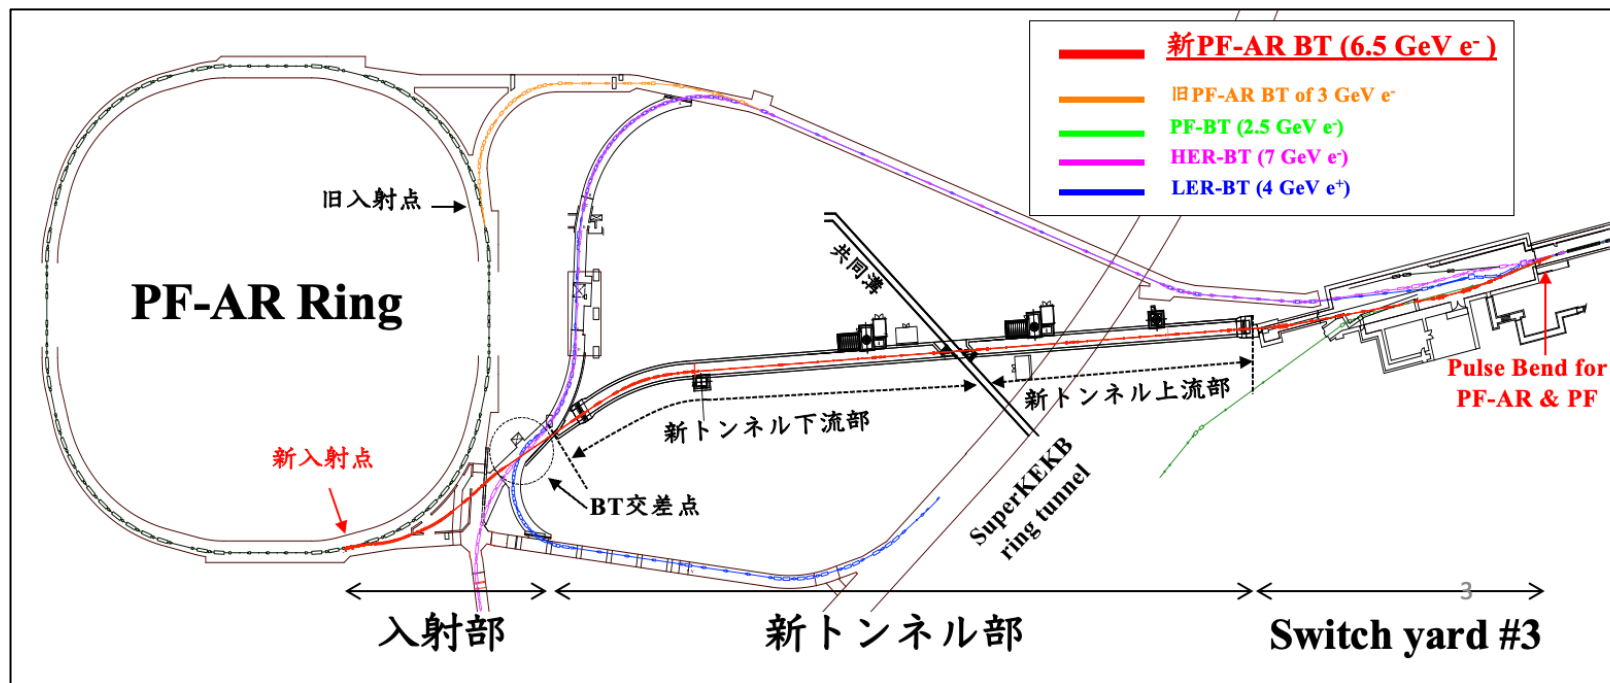 新PF-AR BT (6.5 GeV e⁻ )
旧PF-AR BT of 3 GeV e⁻
PF-BT (2.5 GeV e⁻)
HER-BT (7 GeV e⁻)
LER-BT (4 GeV e⁺)
旧入射点
共同溝
PF-AR Ring
Pulse Bend for
PF-AR & PF
新トンネル上流部
新トンネル下流部
新入射点
BT交差点
SuperKEKB
ring tunnel
3
入射部
新トンネル部
Switch yard #3